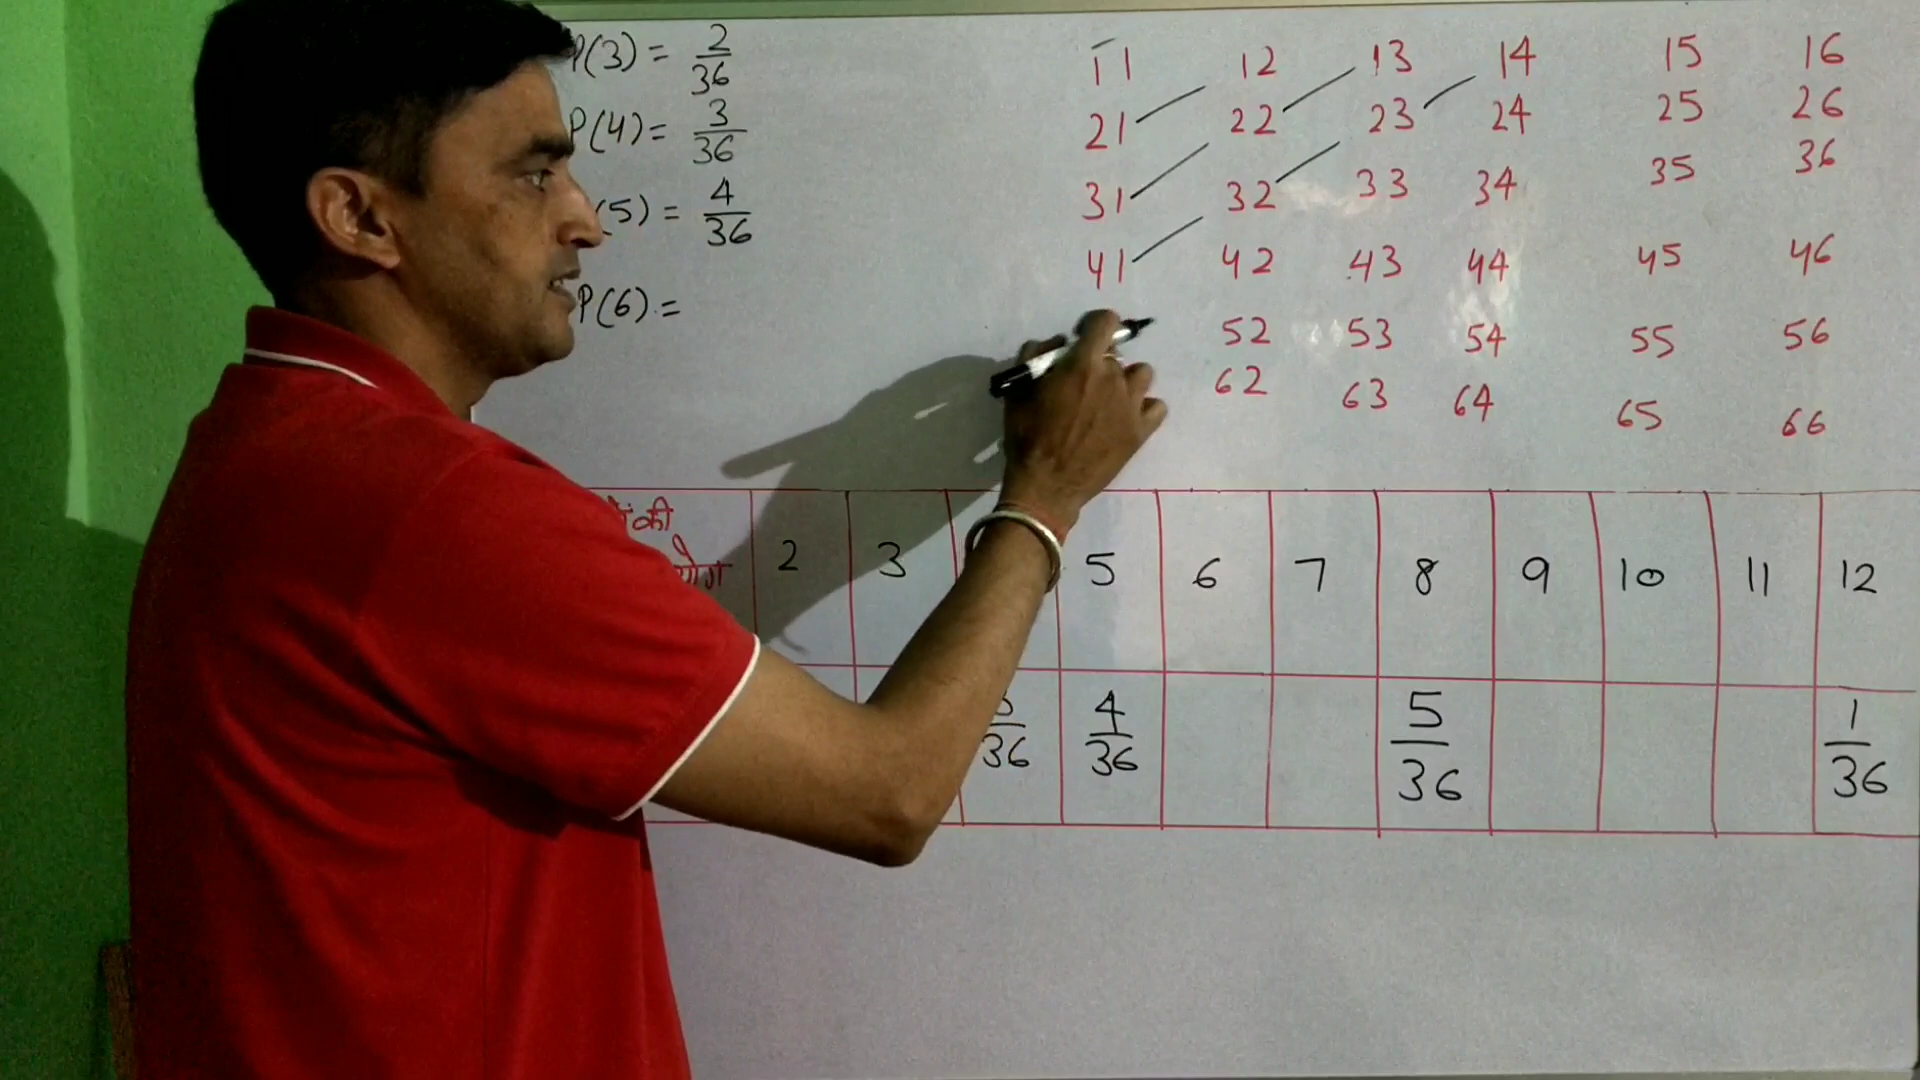 P(3) = 2/36
P(4) = 3/36
(5) = 4/36
P(6) =
11 12 13 14 15 16
21 22 23 24 25 26
31 32 33 34 35 36
41 42 43 44 45 46
52 53 54 55 56
62 63 64 65 66
की
2 3 5 6 7 8 9 10 11 12
36 4/36 5/36 1/36